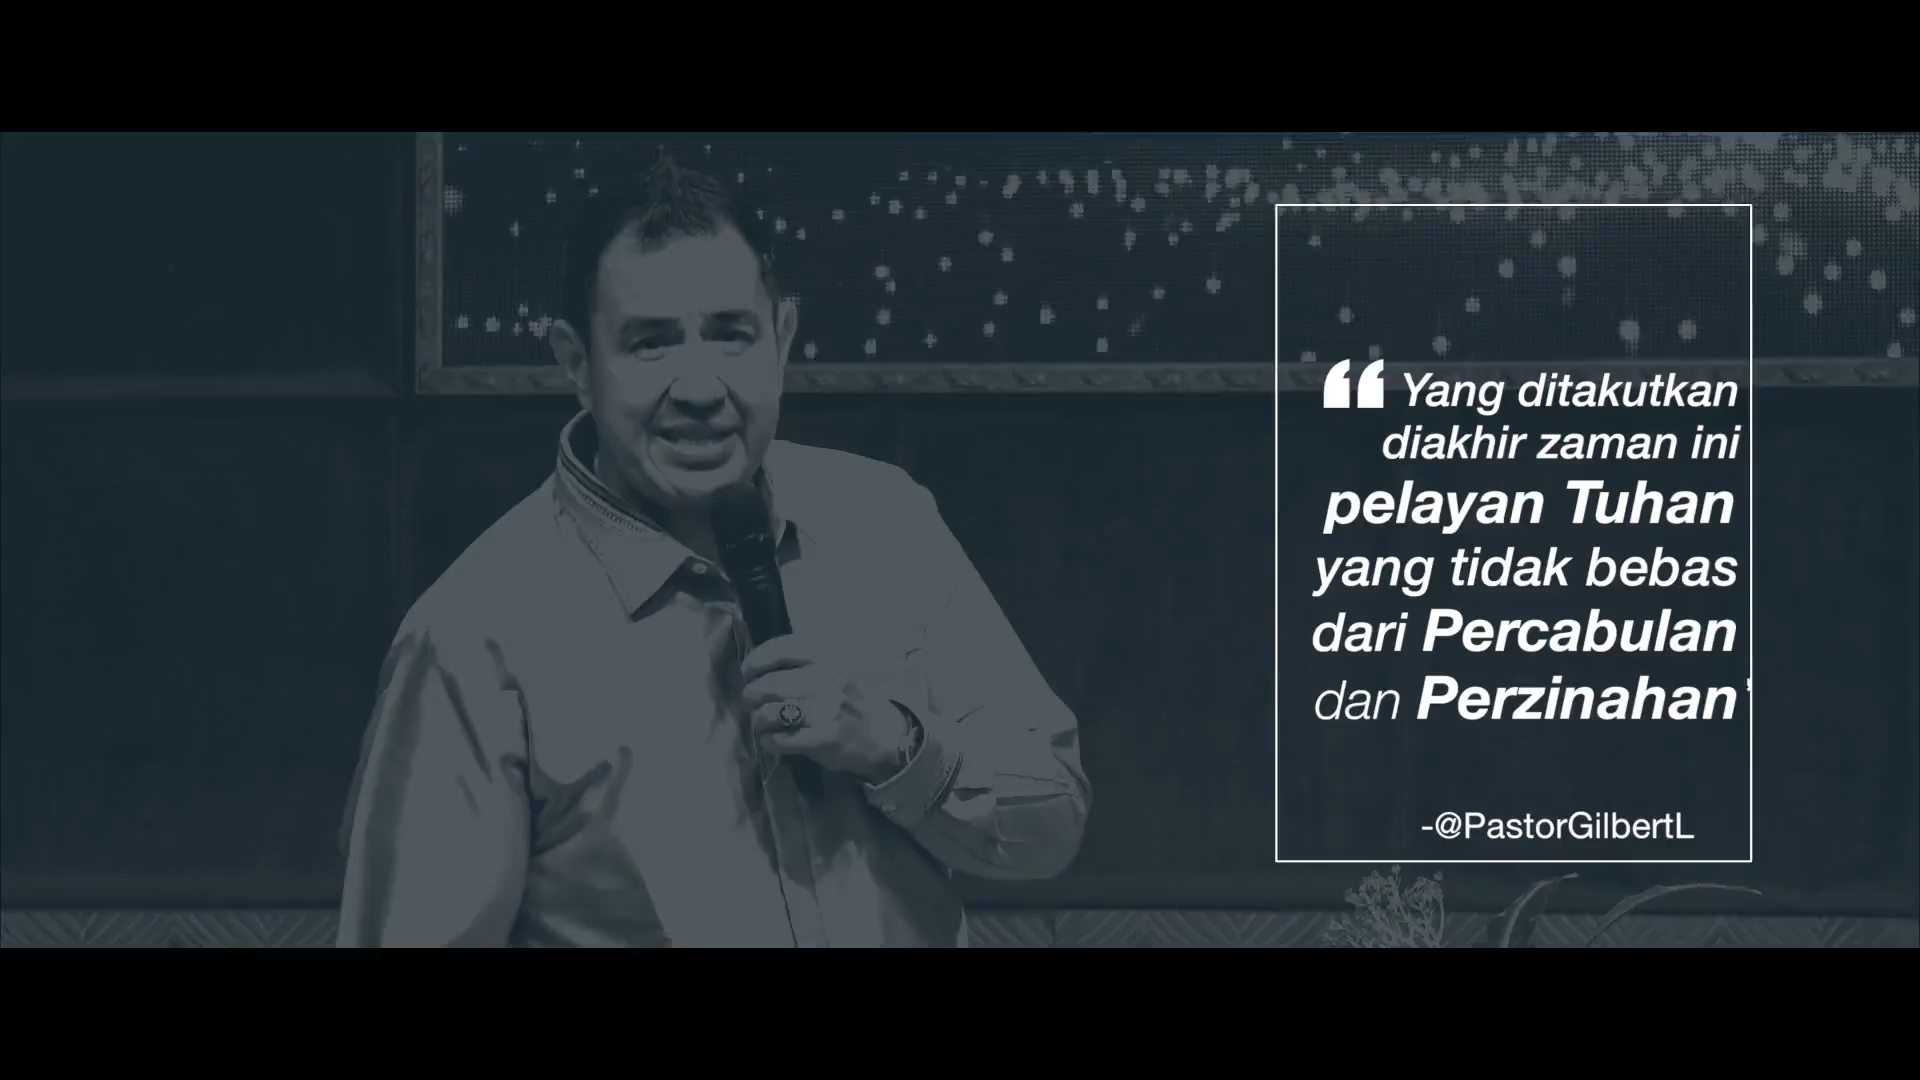 “ Yang ditakutkan
diakhir zaman ini
pelayan Tuhan
yang tidak bebas
dari Percabulan
dan Perzinahan
-@PastorGilbertL